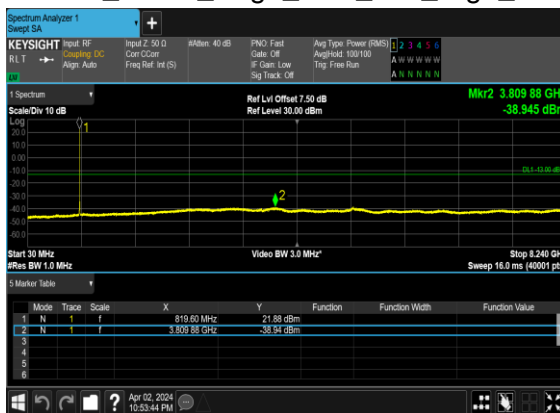 Spectrum Analyzer 1
Swept SA
+
KEYSIGHT
RLT
LU
Input: RF
Coupling: DC
Align: Auto
Input Z: 50 Ω
Corr CCorr
Freq Ref: Int (S)
#Atten: 40 dB
PNO: Fast
Gate: Off
IF Gain: Low
Sig Track: Off
Avg Type: Power (RMS)
Avg|Hold: 100/100
Trig: Free Run
1 2 3 4 5 6
A W W W W W
A N N N N N
1 Spectrum
Scale/Div 10 dB
Log
Ref Lvl Offset 7.50 dB
Ref Level 30.00 dBm
Mkr2 3.809 88 GH
-38.945 dBr
20.0
10.0
0.00
-10.0
-20.0
-30.0
-40.0
-50.0
-60.0
1
2
DL1 -13.00 dB
Start 30 MHz
#Res BW 1.0 MHz
Video BW 3.0 MHz*
Stop 8.240 GH
Sweep 16.0 ms (40001 pt
5 Marker Table
Mode Trace Scale X Y Function Function Width Function Value
1 N 1 f 819.60 MHz 21.88 dBm
2 N 1 f 3.809 88 GHz -38.94 dBm
3
4
5
6
?
Apr 02, 2024
10:53:44 PM